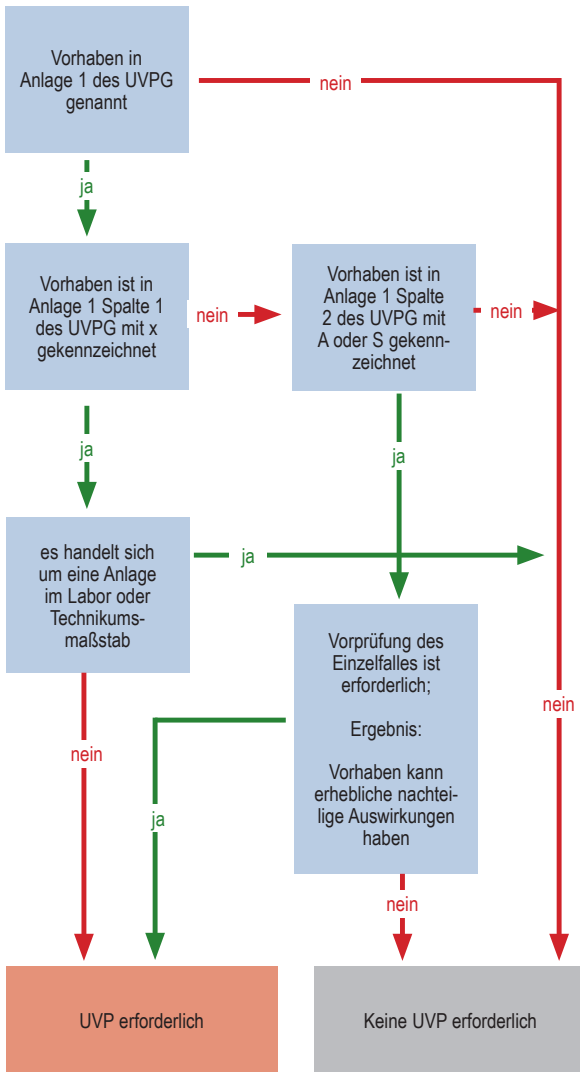 Vorhaben in
Anlage 1 des UVPG
genannt
nein
ja
Vorhaben ist in
Anlage 1 Spalte 1
des UVPG mit x
gekennzeichnet
nein
Vorhaben ist in
Anlage 1 Spalte
2 des UVPG mit
A oder S gekenn-
zeichnet
nein
ja
ja
es handelt sich
um eine Anlage
im Labor oder
Technikums-
maßstab
ja
Vorprüfung des
Einzelfalles ist
erforderlich;
Ergebnis:
Vorhaben kann
erhebliche nachtei-
lige Auswirkungen
haben
nein
nein
ja
nein
UVP erforderlich
Keine UVP erforderlich